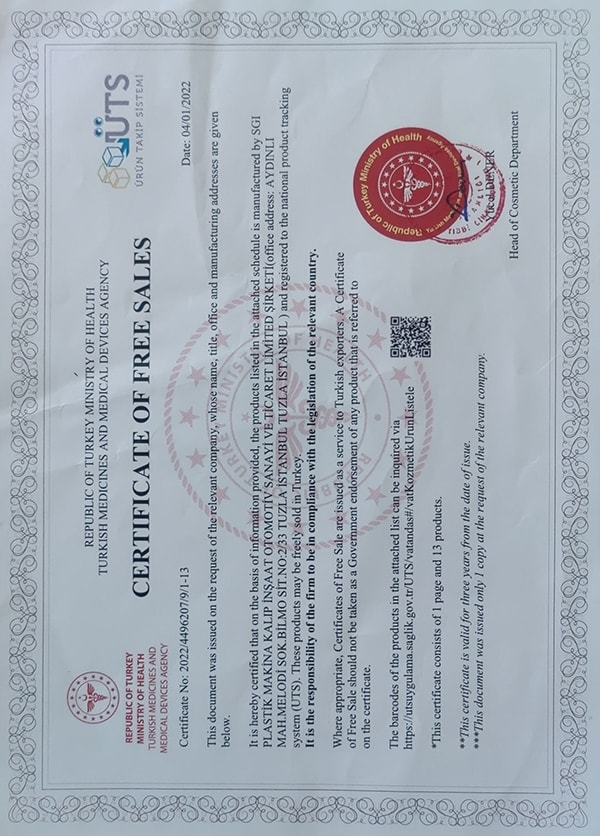 REPUBLIC OF TURKEY
MINISTRY OF HEALTH
TURKISH MEDICINES AND
MEDICAL DEVICES AGENCY
REPUBLIC OF TURKEY MINISTRY OF HEALTH
TURKISH MEDICINES AND MEDICAL DEVICES AGENCY
CERTIFICATE OF FREE SALES
ÜTS
ÜRÜN TAKİP SİSTEMİ
Certificate No: 2022/4496207/9/1-13
Date: 04/01/2022
This document was issued on the request of the relevant company, whose name, title, office and manufacturing addresses are given
below.
It is hereby certified that on the basis of information provided, the products listed in the attached schedule is manufactured by SGI
PLASTİK MAKİNA KALIP İNŞAAT OTOMOTİV SANAYİ VE TİCARET LİMİTED ŞİRKETİ(office address: AYDINLI
MAH.MELODİ SOK.BİLMO SİT.NO:2/33 TUZLA İSTANBUL TUZLA İSTANBUL ) and registered to the national product tracking
system (UTS). These products may be freely sold in Turkey.
It is the responsibility of the firm to be in compliance with the legislation of the relevant country.
Where appropriate, Certificates of Free Sale are issued as a service to Turkish exporters. A Certificate
of Free Sale should not be taken as a Government endorsement of any product that is referred to
on the certificate.
The barcodes of the products in the attached list can be inquired via
https://utsuygulama.saglik.gov.tr/UTS/vatandas#/vatKozmetikUrunListele
*This certificate consists of 1 page and 13 products.
**This certificate is valid for three years from the date of issue.
***This document was issued only 1 copy at the request of the relevant company.
Republic of Turkey Ministry of Health
Head of Cosmetic Department